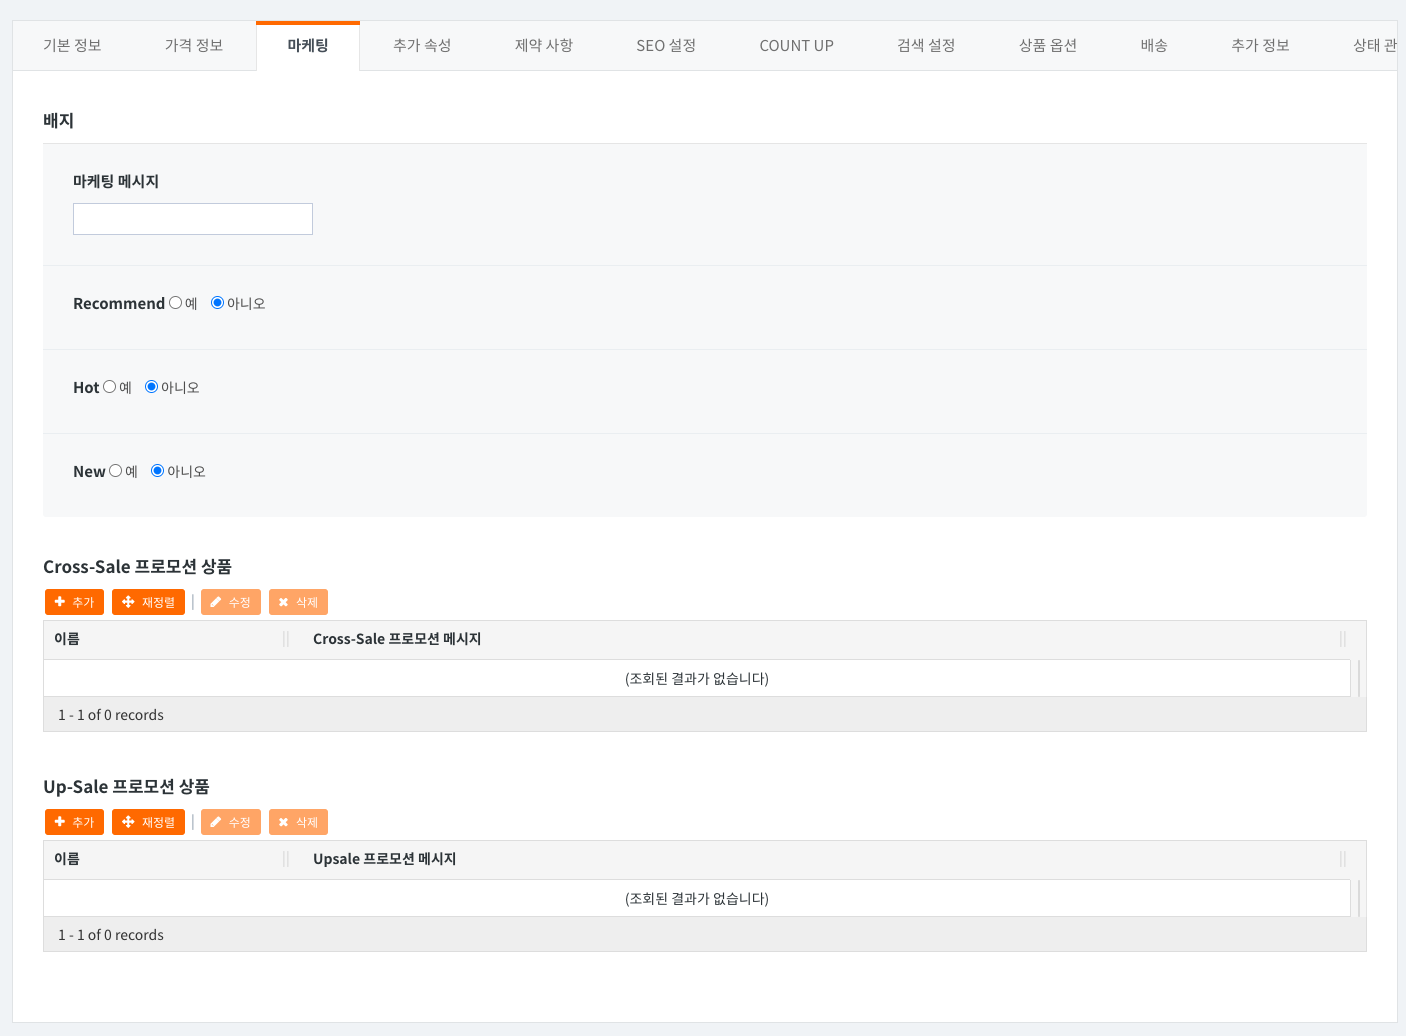 기본 정보 가격 정보 마케팅 추가 속성 제약 사항 SEO 설정 COUNT UP 검색 설정 상품 옵션 배송 추가 정보 상태 관
배지
마케팅 메시지
Recommend 예 아니오
Hot 예 아니오
New 예 아니오
Cross-Sale 프로모션 상품
추가 재정렬 | 수정 삭제
이름 Cross-Sale 프로모션 메시지
(조회된 결과가 없습니다)
1 - 1 of 0 records
Up-Sale 프로모션 상품
추가 재정렬 | 수정 삭제
이름 Upsale 프로모션 메시지
(조회된 결과가 없습니다)
1 - 1 of 0 records